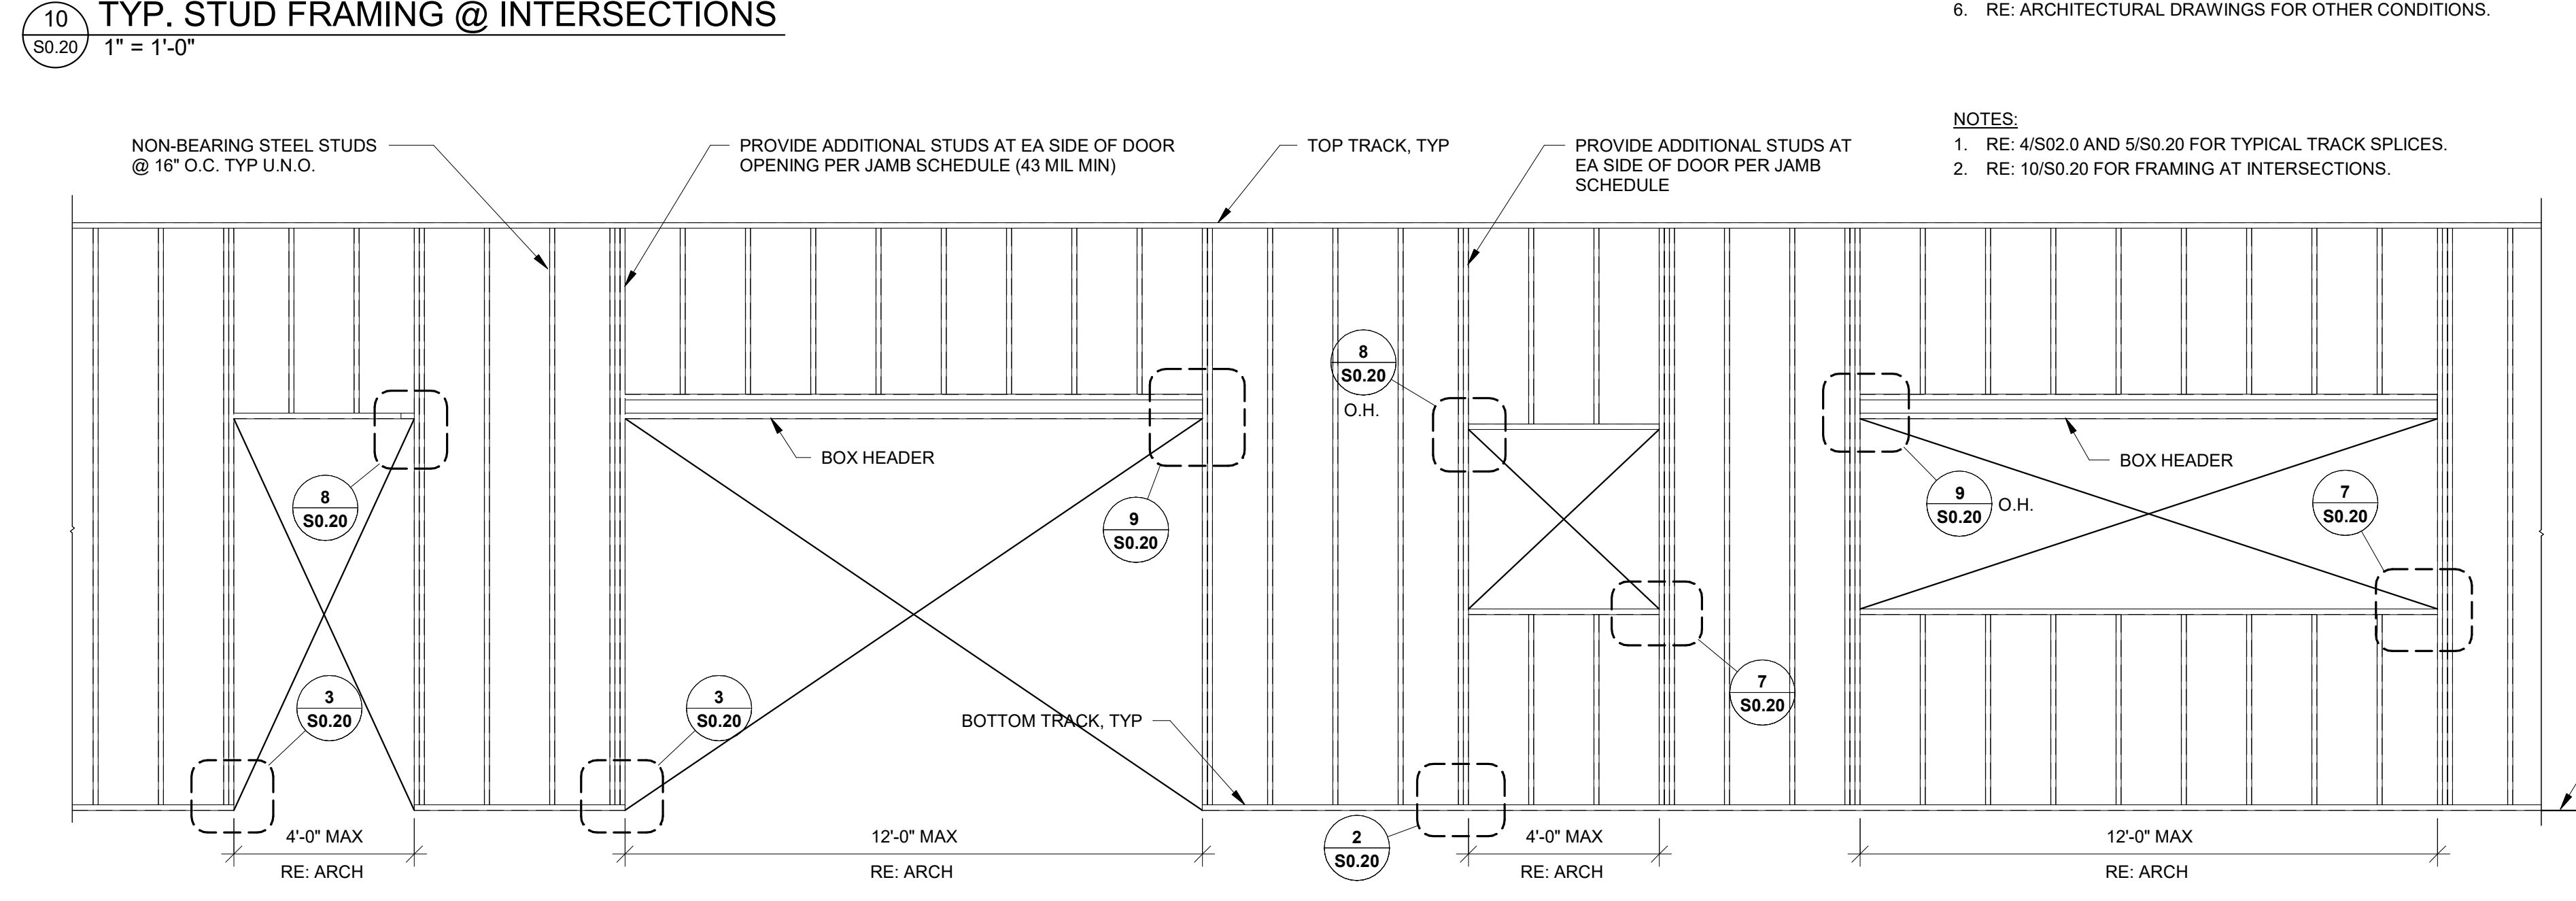 10
S0.20
TYP. STUD FRAMING @ INTERSECTIONS
1" = 1'-0"
6. RE: ARCHITECTURAL DRAWINGS FOR OTHER CONDITIONS.
NOTES:
1. RE: 4/S02.0 AND 5/S0.20 FOR TYPICAL TRACK SPLICES.
2. RE: 10/S0.20 FOR FRAMING AT INTERSECTIONS.
NON-BEARING STEEL STUDS
@ 16" O.C. TYP U.N.O.
PROVIDE ADDITIONAL STUDS AT EA SIDE OF DOOR
OPENING PER JAMB SCHEDULE (43 MIL MIN)
TOP TRACK, TYP
PROVIDE ADDITIONAL STUDS AT
EA SIDE OF DOOR PER JAMB
SCHEDULE
8
S0.20
O.H.
BOX HEADER
BOX HEADER
8
S0.20
9
S0.20
9
S0.20
O.H.
7
S0.20
3
S0.20
3
S0.20
BOTTOM TRACK, TYP
7
S0.20
4'-0" MAX
RE: ARCH
12'-0" MAX
RE: ARCH
2
S0.20
4'-0" MAX
RE: ARCH
12'-0" MAX
RE: ARCH